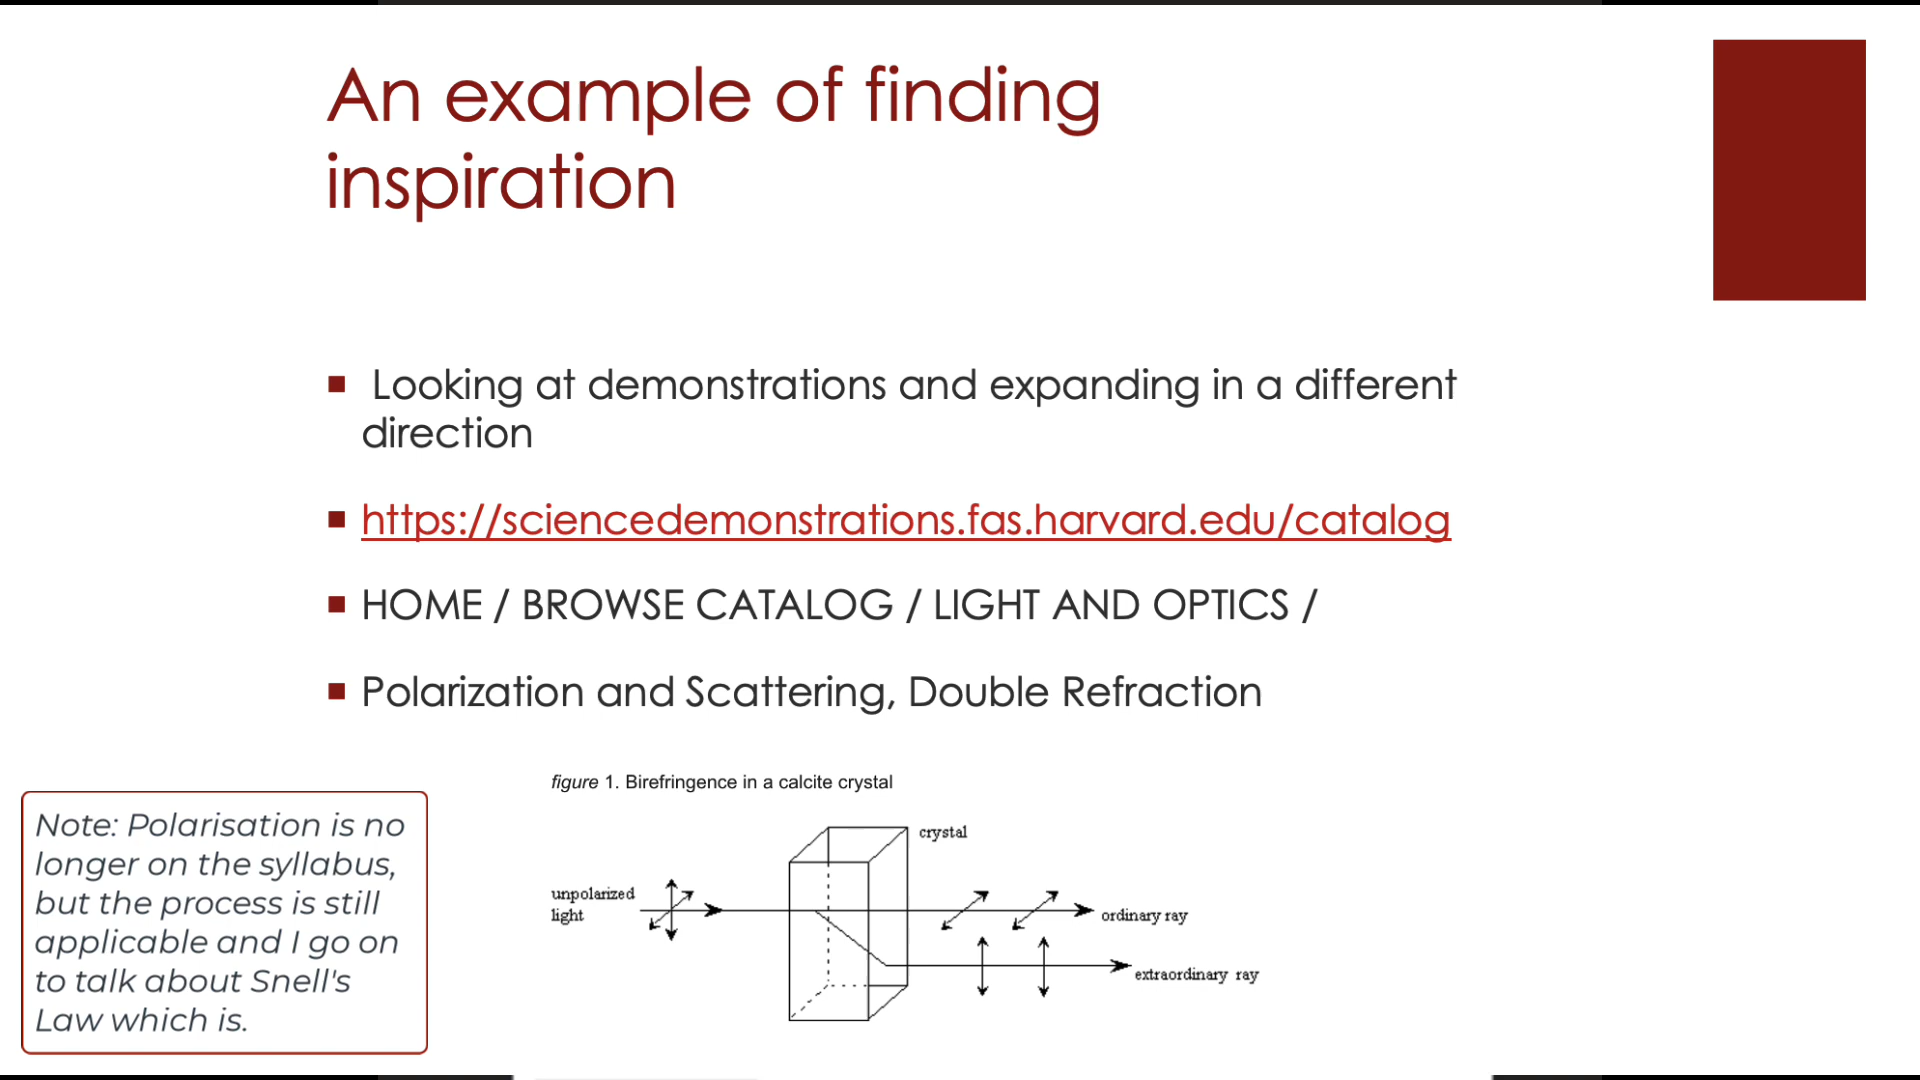 An example of finding
inspiration
Looking at demonstrations and expanding in a different
direction
https://sciencedemonstrations.fas.harvard.edu/catalog
HOME / BROWSE CATALOG / LIGHT AND OPTICS /
Polarization and Scattering, Double Refraction
Note: Polarisation is no
longer on the syllabus,
but the process is still
applicable and I go on
to talk about Snell's
Law which is.
figure 1. Birefringence in a calcite crystal
crystal
unpolarized
light
ordinary ray
extraordinary ray